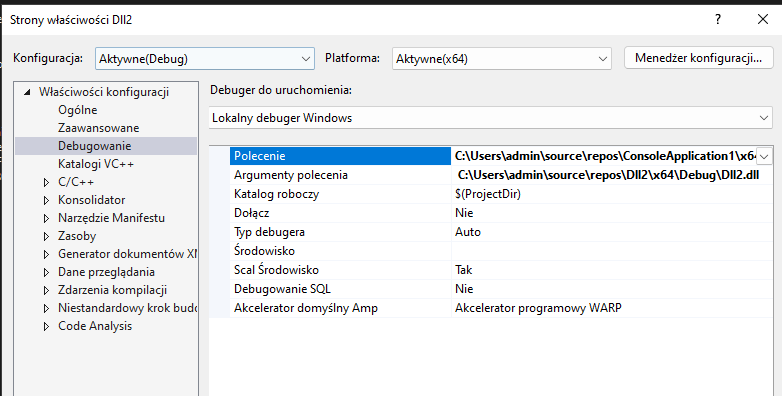 Strony właściwości Dll2
?
Konfiguracja: Aktywne(Debug) Platforma: Aktywne(x64) Menedżer konfiguracji...
Właściwości konfiguracji
Ogólne
Zaawansowane
Debugowanie
Katalogi VC++
C/C++
Konsolidator
Narzędzie Manifestu
Zasoby
Generator dokumentów XM
Dane przeglądania
Zdarzenia kompilacji
Niestandardowy krok budo
Code Analysis
Debuger do uruchomienia:
Lokalny debuger Windows
Polecenie C:\Users\admin\source\repos\ConsoleApplication1\x64
Argumenty polecenia C:\Users\admin\source\repos\Dll2\x64\Debug\Dll2.dll
Katalog roboczy $(ProjectDir)
Dołącz Nie
Typ debugera Auto
Środowisko
Scal Środowisko Tak
Debugowanie SQL Nie
Akcelerator domyślny Amp Akcelerator programowy WARP